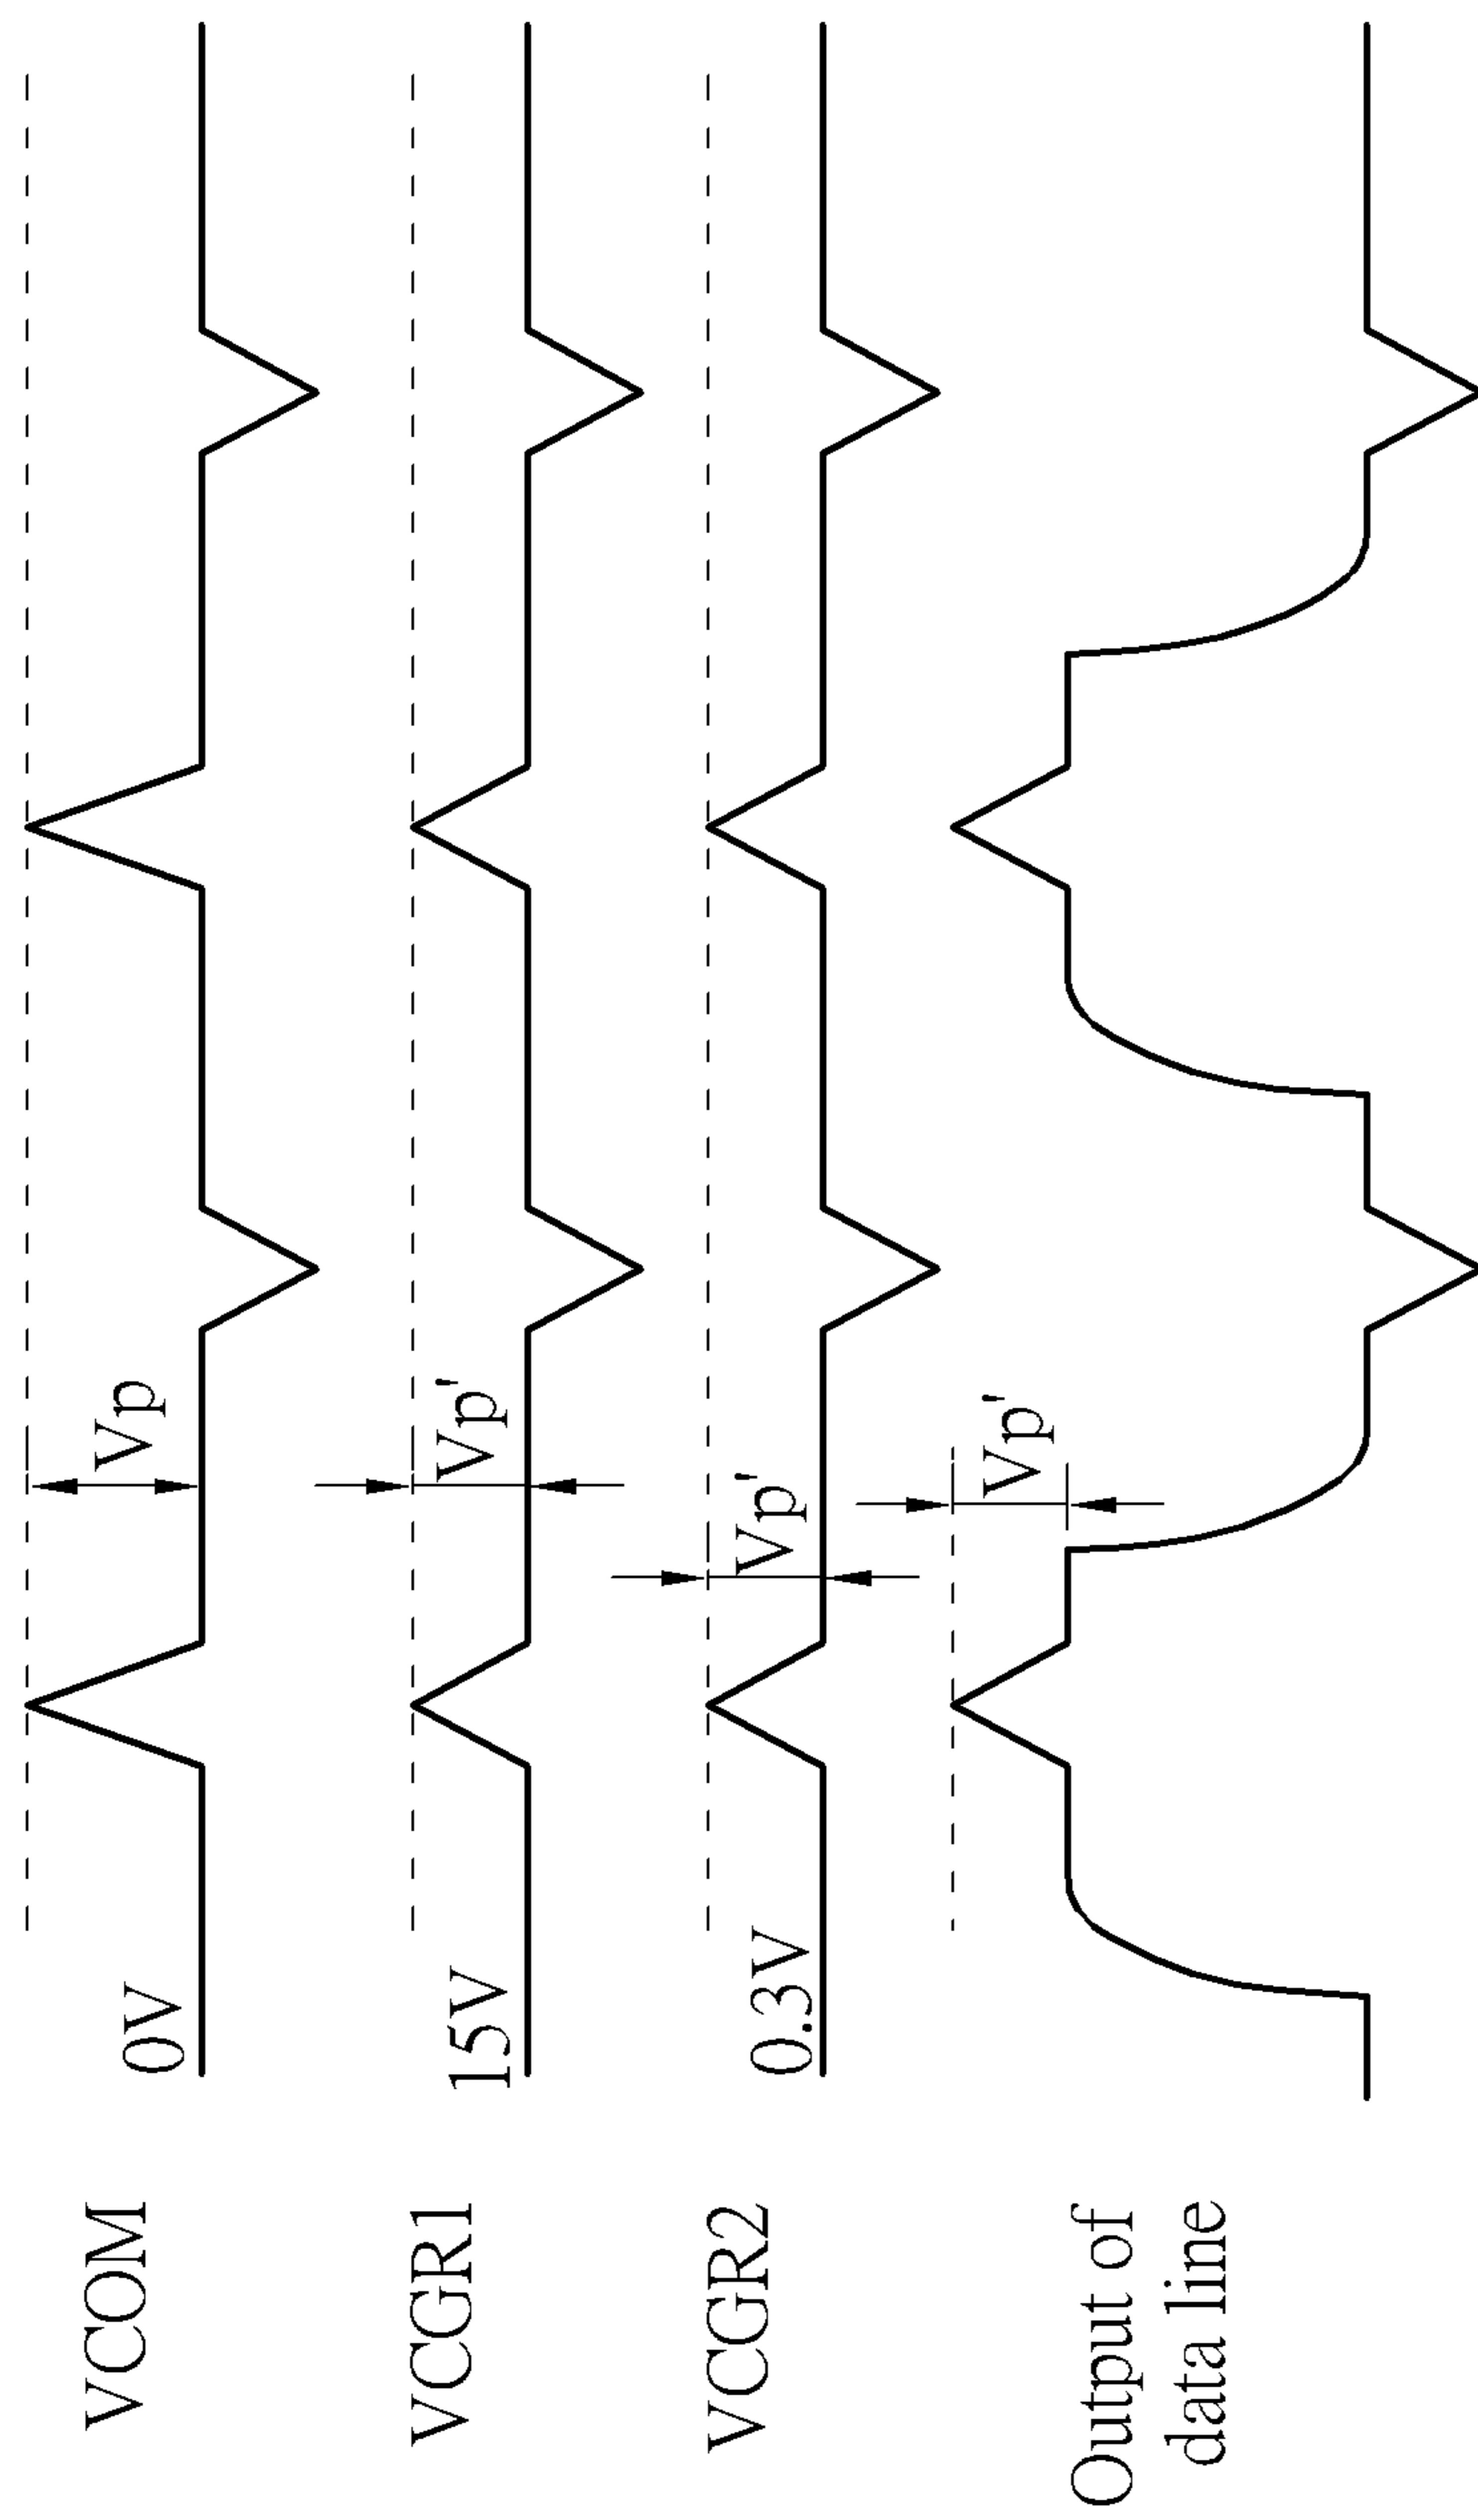 VCOM
0V
Vp
VCGR1
15V
Vp'
VCGR2
0.3V
Vp'
Output of
data line
Vp'